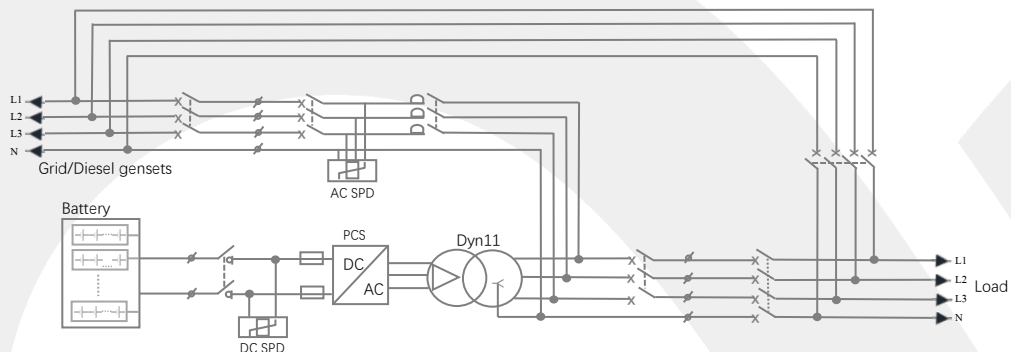 L1
L2
L3
N
Grid/Diesel gensets
AC SPD
Battery
PCS
DC
AC
Dyn11
DC SPD
L1
L2
L3
N
Load